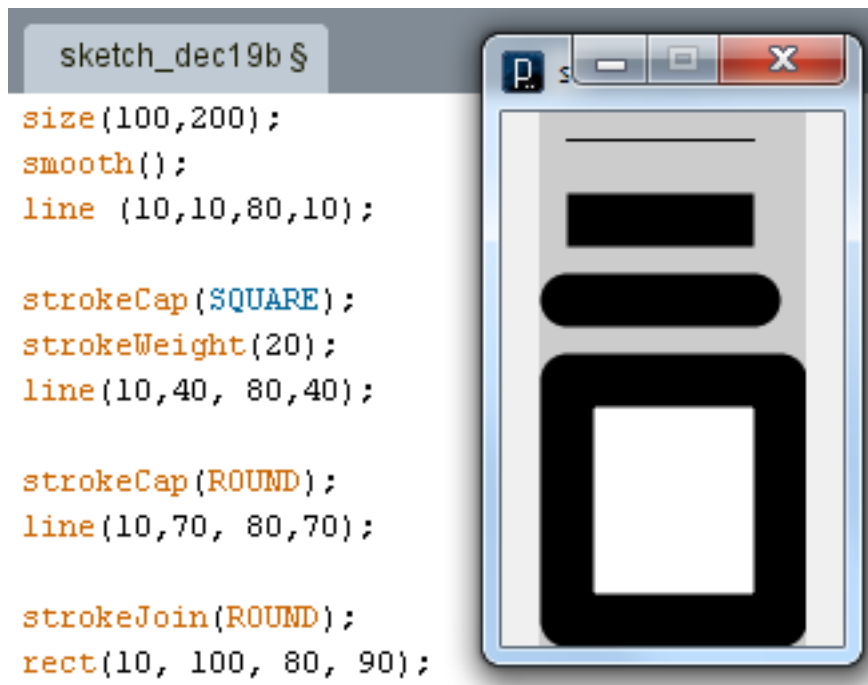 sketch_dec19b §
s
size(100,200);
smooth();
line (10,10,80,10);
strokeCap(SQUARE);
strokeWeight(20);
line(10,40, 80,40);
strokeCap(ROUND);
line(10,70, 80,70);
strokeJoin(ROUND);
rect(10, 100, 80, 90);